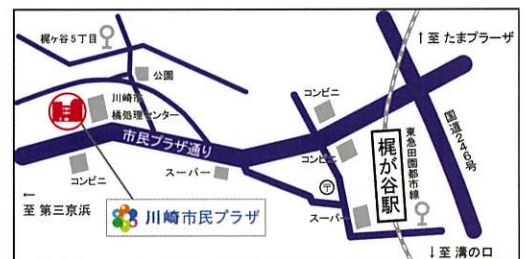 梶ヶ谷5丁目
公園
川崎市
橘処理センター
コンビニ
市民プラザ通り
スーパー
←
至 第三京浜
川崎市民プラザ
コンビニ
コンビニ
〒
スーパー
梶が谷駅
東急田園都市線
↑至 たまプラーザ
国道246号
↓至 溝の口